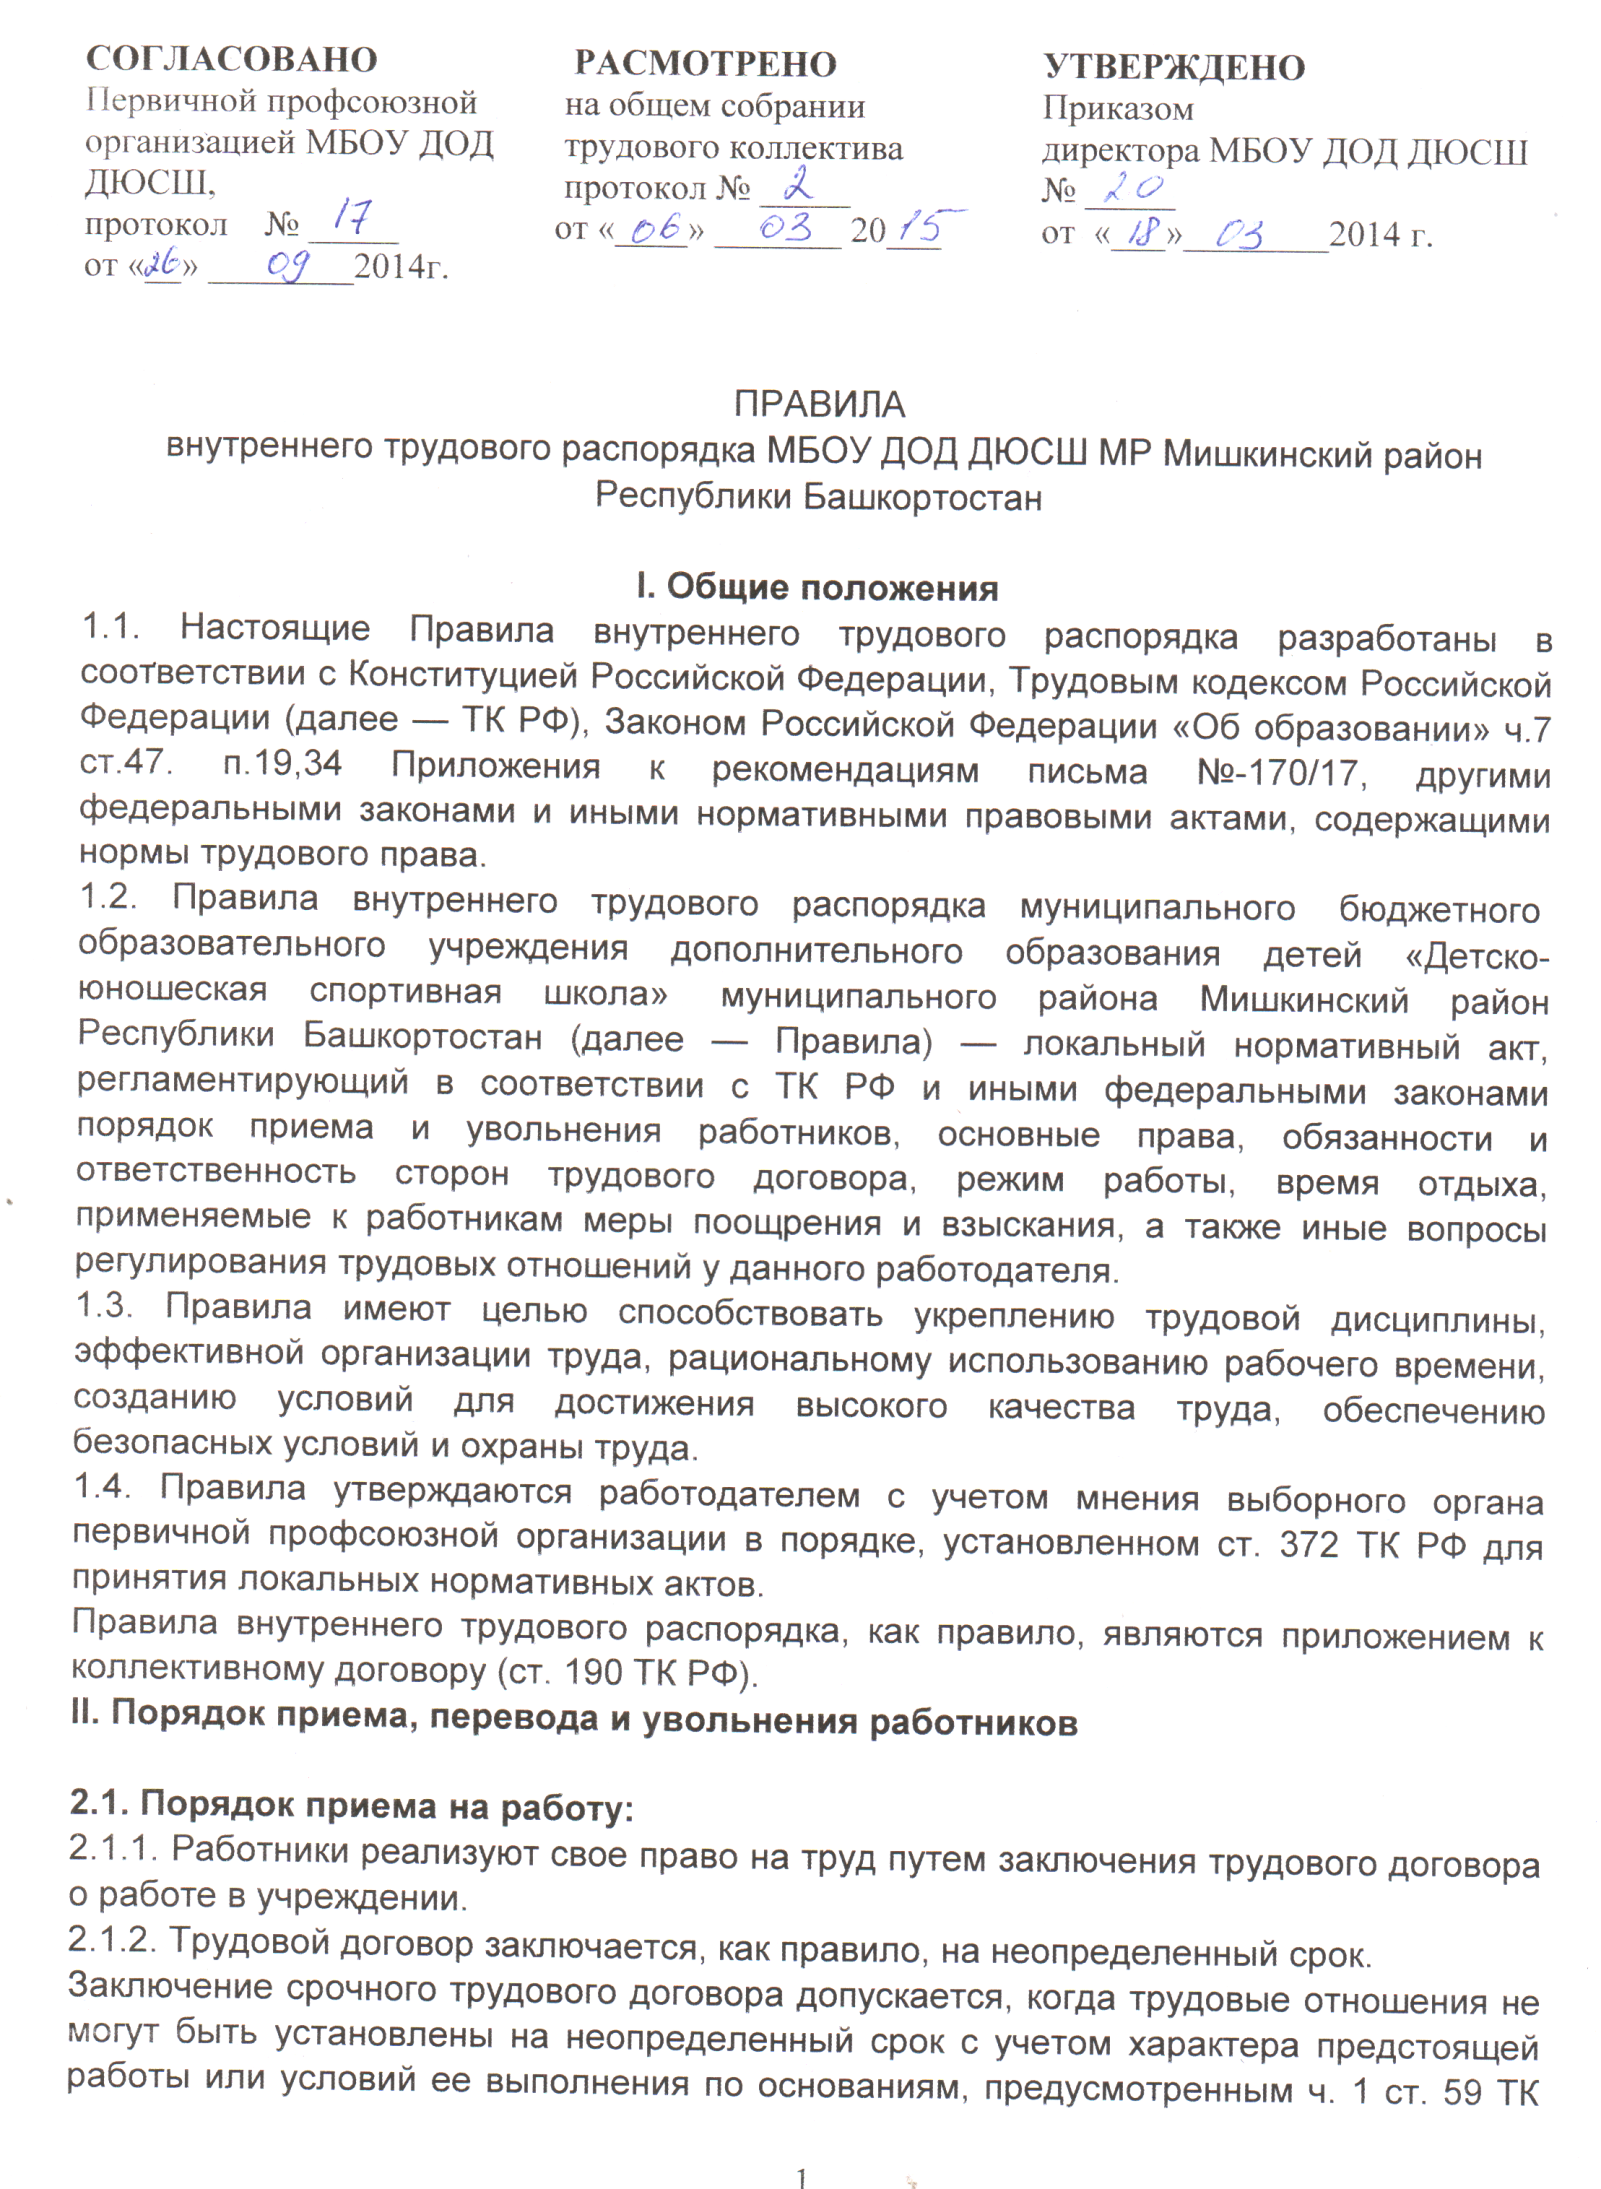 СОГЛАСОВАНО
Первичной профсоюзной
организацией МБОУ ДОД
ДЮСШ,
протокол № 17
от «26» 09 2014г.
РАСМОТРЕНО
на общем собрании
трудового коллектива
протокол № 2
от «06» 03 2015
УТВЕРЖДЕНО
Приказом
директора МБОУ ДОД ДЮСШ
№ 20
от «18» 03 2014 г.
ПРАВИЛА
внутреннего трудового распорядка МБОУ ДОД ДЮСШ МР Мишкинский район
Республики Башкортостан
I. Общие положения
1.1. Настоящие Правила внутреннего трудового распорядка разработаны в
соответствии с Конституцией Российской Федерации, Трудовым кодексом Российской
Федерации (далее — ТК РФ), Законом Российской Федерации «Об образовании» ч.7
ст.47. п.19,34 Приложения к рекомендациям письма №-170/17, другими
федеральными законами и иными нормативными правовыми актами, содержащими
нормы трудового права.
1.2. Правила внутреннего трудового распорядка муниципального бюджетного
образовательного учреждения дополнительного образования детей «Детско-
юношеская спортивная школа» муниципального района Мишкинский район
Республики Башкортостан (далее — Правила) — локальный нормативный акт,
регламентирующий в соответствии с ТК РФ и иными федеральными законами
порядок приема и увольнения работников, основные права, обязанности и
ответственность сторон трудового договора, режим работы, время отдыха,
применяемые к работникам меры поощрения и взыскания, а также иные вопросы
регулирования трудовых отношений у данного работодателя.
1.3. Правила имеют целью способствовать укреплению трудовой дисциплины,
эффективной организации труда, рациональному использованию рабочего времени,
созданию условий для достижения высокого качества труда, обеспечению
безопасных условий и охраны труда.
1.4. Правила утверждаются работодателем с учетом мнения выборного органа
первичной профсоюзной организации в порядке, установленном ст. 372 ТК РФ для
принятия локальных нормативных актов.
Правила внутреннего трудового распорядка, как правило, являются приложением к
коллективному договору (ст. 190 ТК РФ).
II. Порядок приема, перевода и увольнения работников
2.1. Порядок приема на работу:
2.1.1. Работники реализуют свое право на труд путем заключения трудового договора
о работе в учреждении.
2.1.2. Трудовой договор заключается, как правило, на неопределенный срок.
Заключение срочного трудового договора допускается, когда трудовые отношения не
могут быть установлены на неопределенный срок с учетом характера предстоящей
работы или условий ее выполнения по основаниям, предусмотренным ч. 1 ст. 59 ТК
1